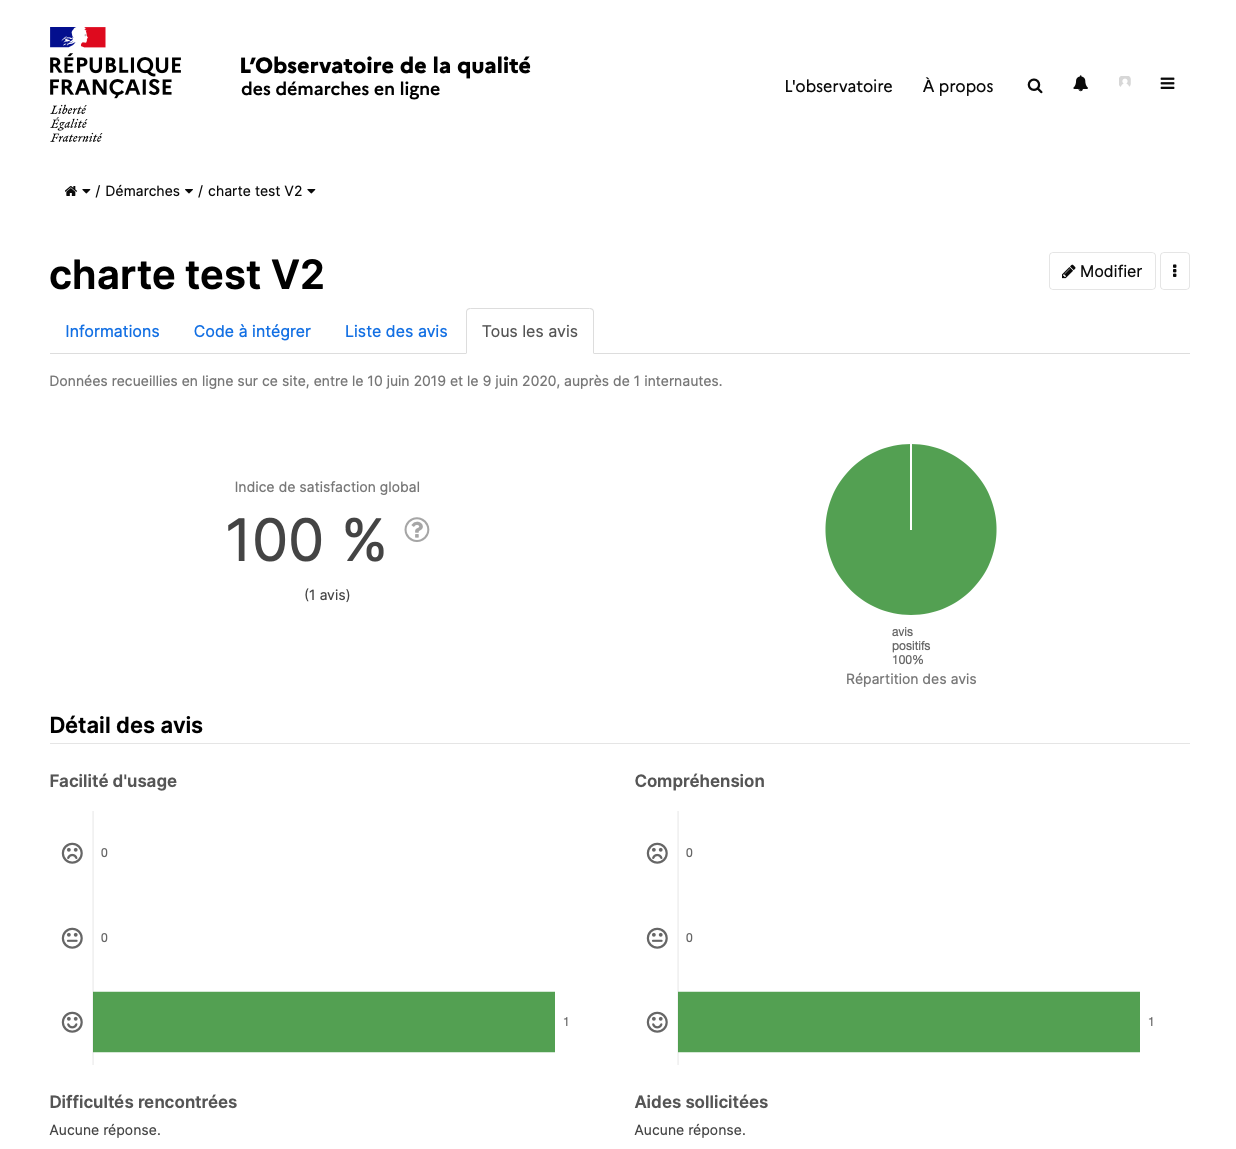 RÉPUBLIQUE
FRANÇAISE
Liberté
Égalité
Fraternité
L'Observatoire de la qualité
des démarches en ligne
L'observatoire À propos
/ Démarches / charte test V2
charte test V2
Modifier
Informations Code à intégrer Liste des avis Tous les avis
Données recueillies en ligne sur ce site, entre le 10 juin 2019 et le 9 juin 2020, auprès de 1 internautes.
Indice de satisfaction global
100 % ?
(1 avis)
avis
positifs
100%
Répartition des avis
Détail des avis
Facilité d'usage
0
0
1
Compréhension
0
0
1
Difficultés rencontrées
Aucune réponse.
Aides sollicitées
Aucune réponse.